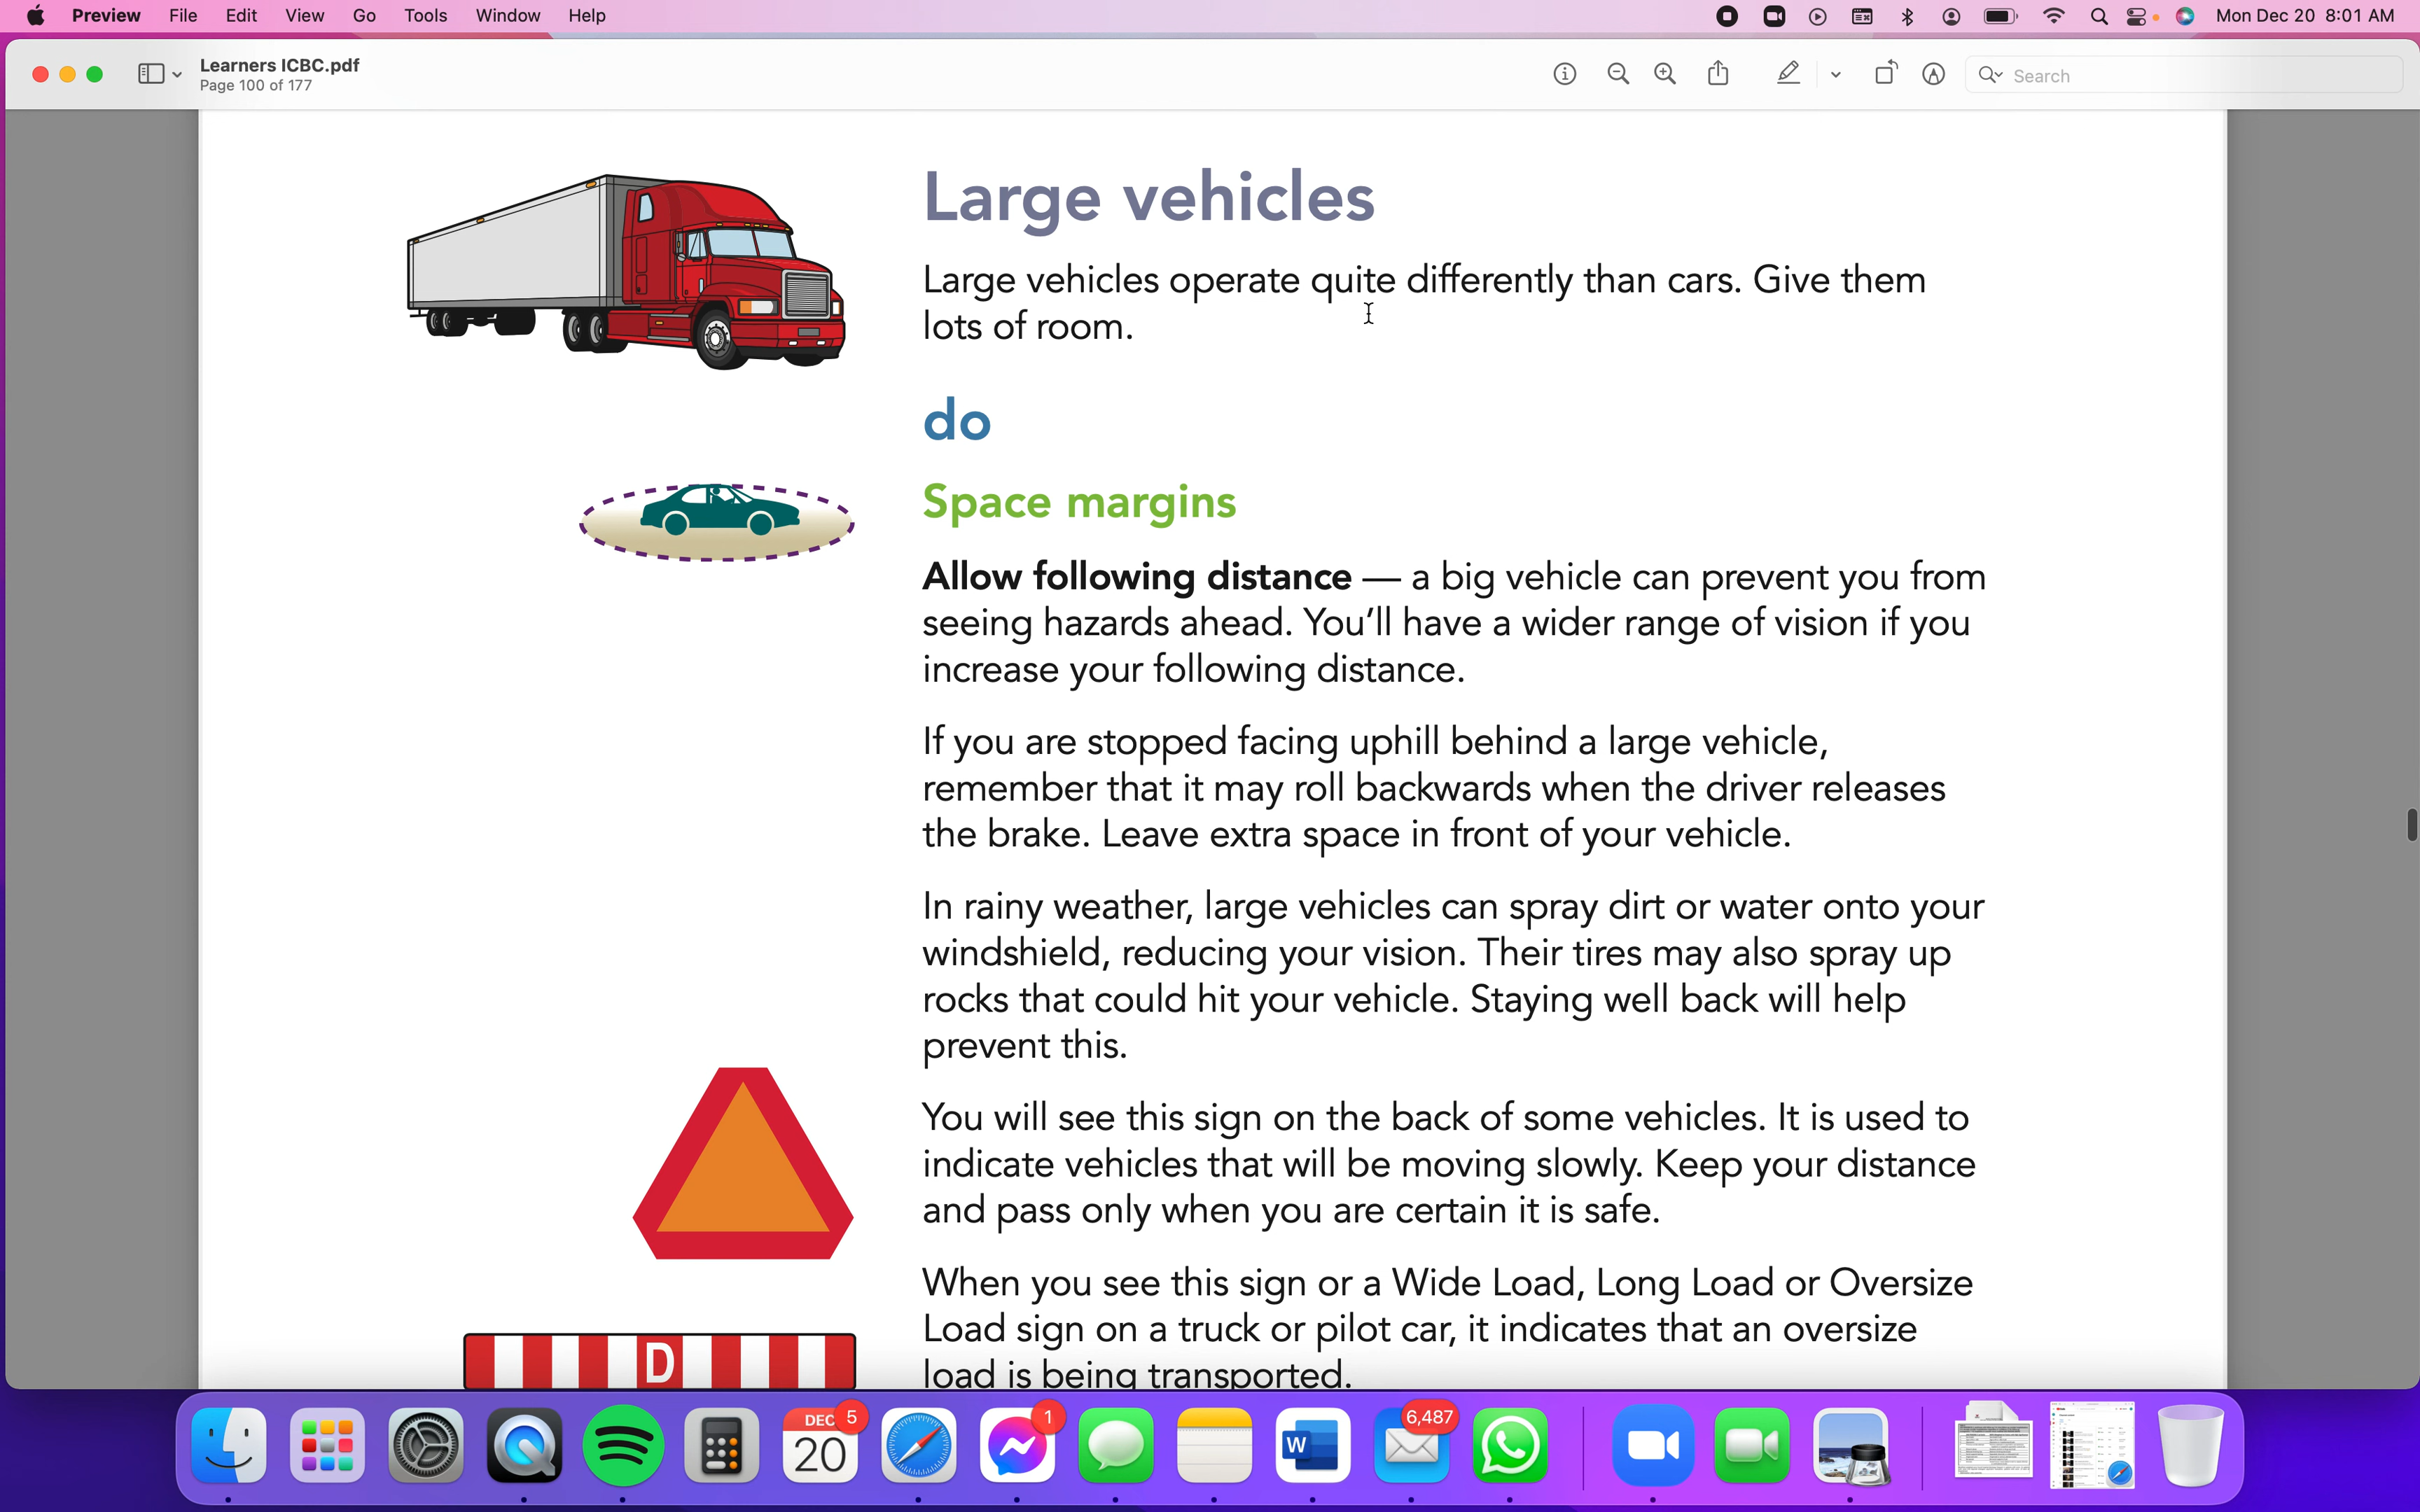 Preview File Edit View Go Tools Window Help Mon Dec 20 8:01 AM
Learners ICBC.pdf
Page 100 of 177
Search
Large vehicles
Large vehicles operate quite differently than cars. Give them
lots of room.
do
Space margins
Allow following distance — a big vehicle can prevent you from
seeing hazards ahead. You’ll have a wider range of vision if you
increase your following distance.
If you are stopped facing uphill behind a large vehicle,
remember that it may roll backwards when the driver releases
the brake. Leave extra space in front of your vehicle.
In rainy weather, large vehicles can spray dirt or water onto your
windshield, reducing your vision. Their tires may also spray up
rocks that could hit your vehicle. Staying well back will help
prevent this.
You will see this sign on the back of some vehicles. It is used to
indicate vehicles that will be moving slowly. Keep your distance
and pass only when you are certain it is safe.
When you see this sign or a Wide Load, Long Load or Oversize
Load sign on a truck or pilot car, it indicates that an oversize
load is being transported.
D
DEC 5 1 6,487
20 W